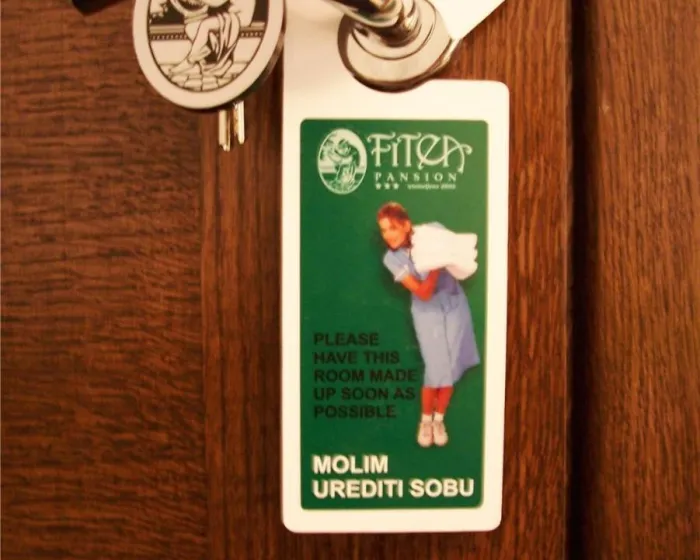 FiTEA
PANSION
PLEASE
HAVE THIS
ROOM MADE
UP SOON AS
POSSIBLE
MOLIM
UREDITI SOBU